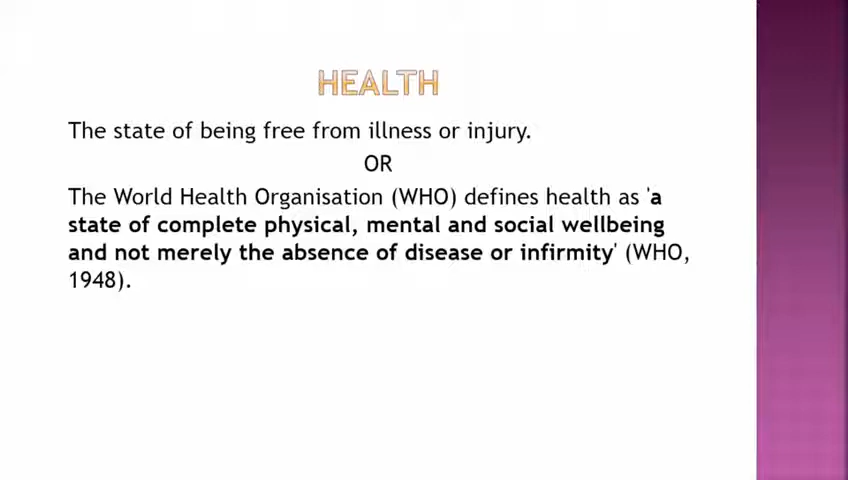 HEALTH
The state of being free from illness or injury.
OR
The World Health Organisation (WHO) defines health as 'a
state of complete physical, mental and social wellbeing
and not merely the absence of disease or infirmity' (WHO,
1948).